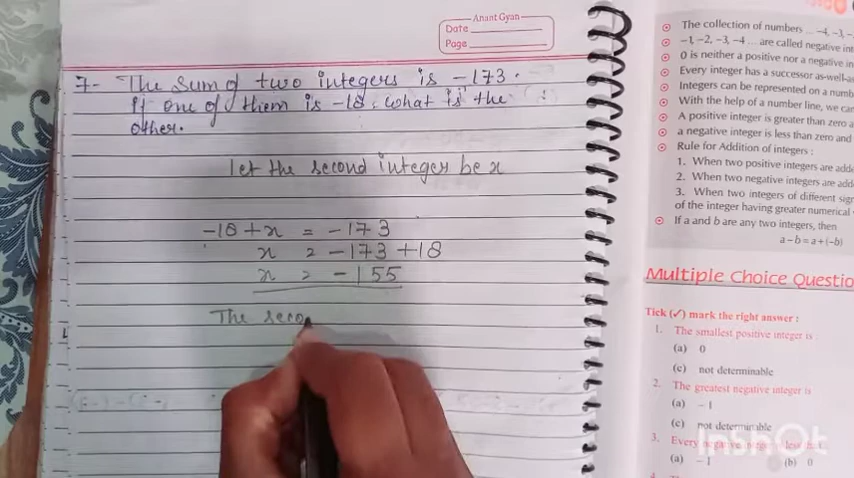 Anant Gyan
Date
Page
7- The Sum of two integers is -173.
If one of them is -18, what is the
other.
let the second integer be x
-18 + x = -173
x = -173 + 18
x = -155
The seco
The collection of numbers ... -4, -3, -
-1, -2, -3, -4 ... are called negative int
0 is neither a positive nor a negative in
Every integer has a successor as-well-as
Integers can be represented on a numb
With the help of a number line, we ca
A positive integer is greater than zero a
a negative integer is less than zero and
Rule for Addition of integers :
1. When two positive integers are adde
2. When two negative integers are add
3. When two integers of different sig
of the integer having greater numerical
If a and b are any two integers, then
a - b = a + (-b)
Multiple Choice Question
Tick (✓) mark the right answer :
1. The smallest positive integer is :
(a) 0
(c) not determinable
2. The greatest negative integer is
(a) -1
(c) not determinable
3. Every negative integer is less that
(a) -1 (b) 0
InShot